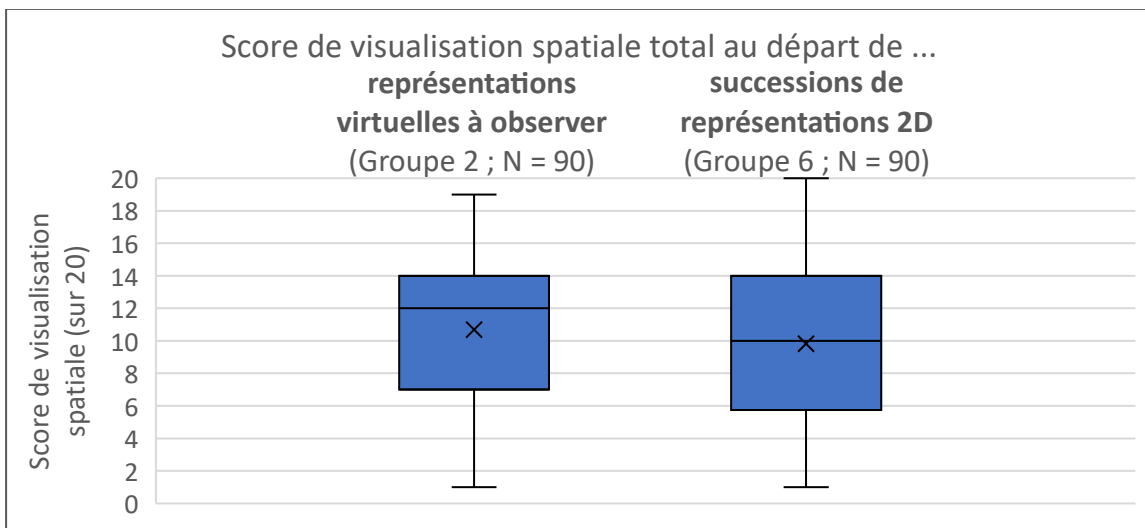 Score de visualisation spatiale total au départ de ...
représentations
virtuelles à observer
(Groupe 2 ; N = 90)
successions de
représentations 2D
(Groupe 6 ; N = 90)
Score de visualisation
spatiale (sur 20)
20
18
16
14
12
10
8
6
4
2
0